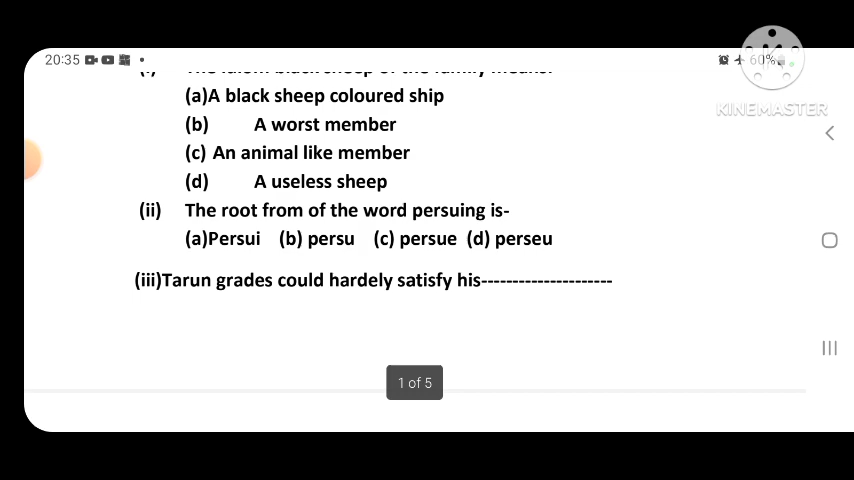 20:35
60%
KINEMASTER
(a)A black sheep coloured ship
(b) A worst member
(c) An animal like member
(d) A useless sheep
(ii) The root from of the word persuing is-
(a)Persui (b) persu (c) persue (d) perseu
(iii)Tarun grades could hardely satisfy his---------------------
1 of 5